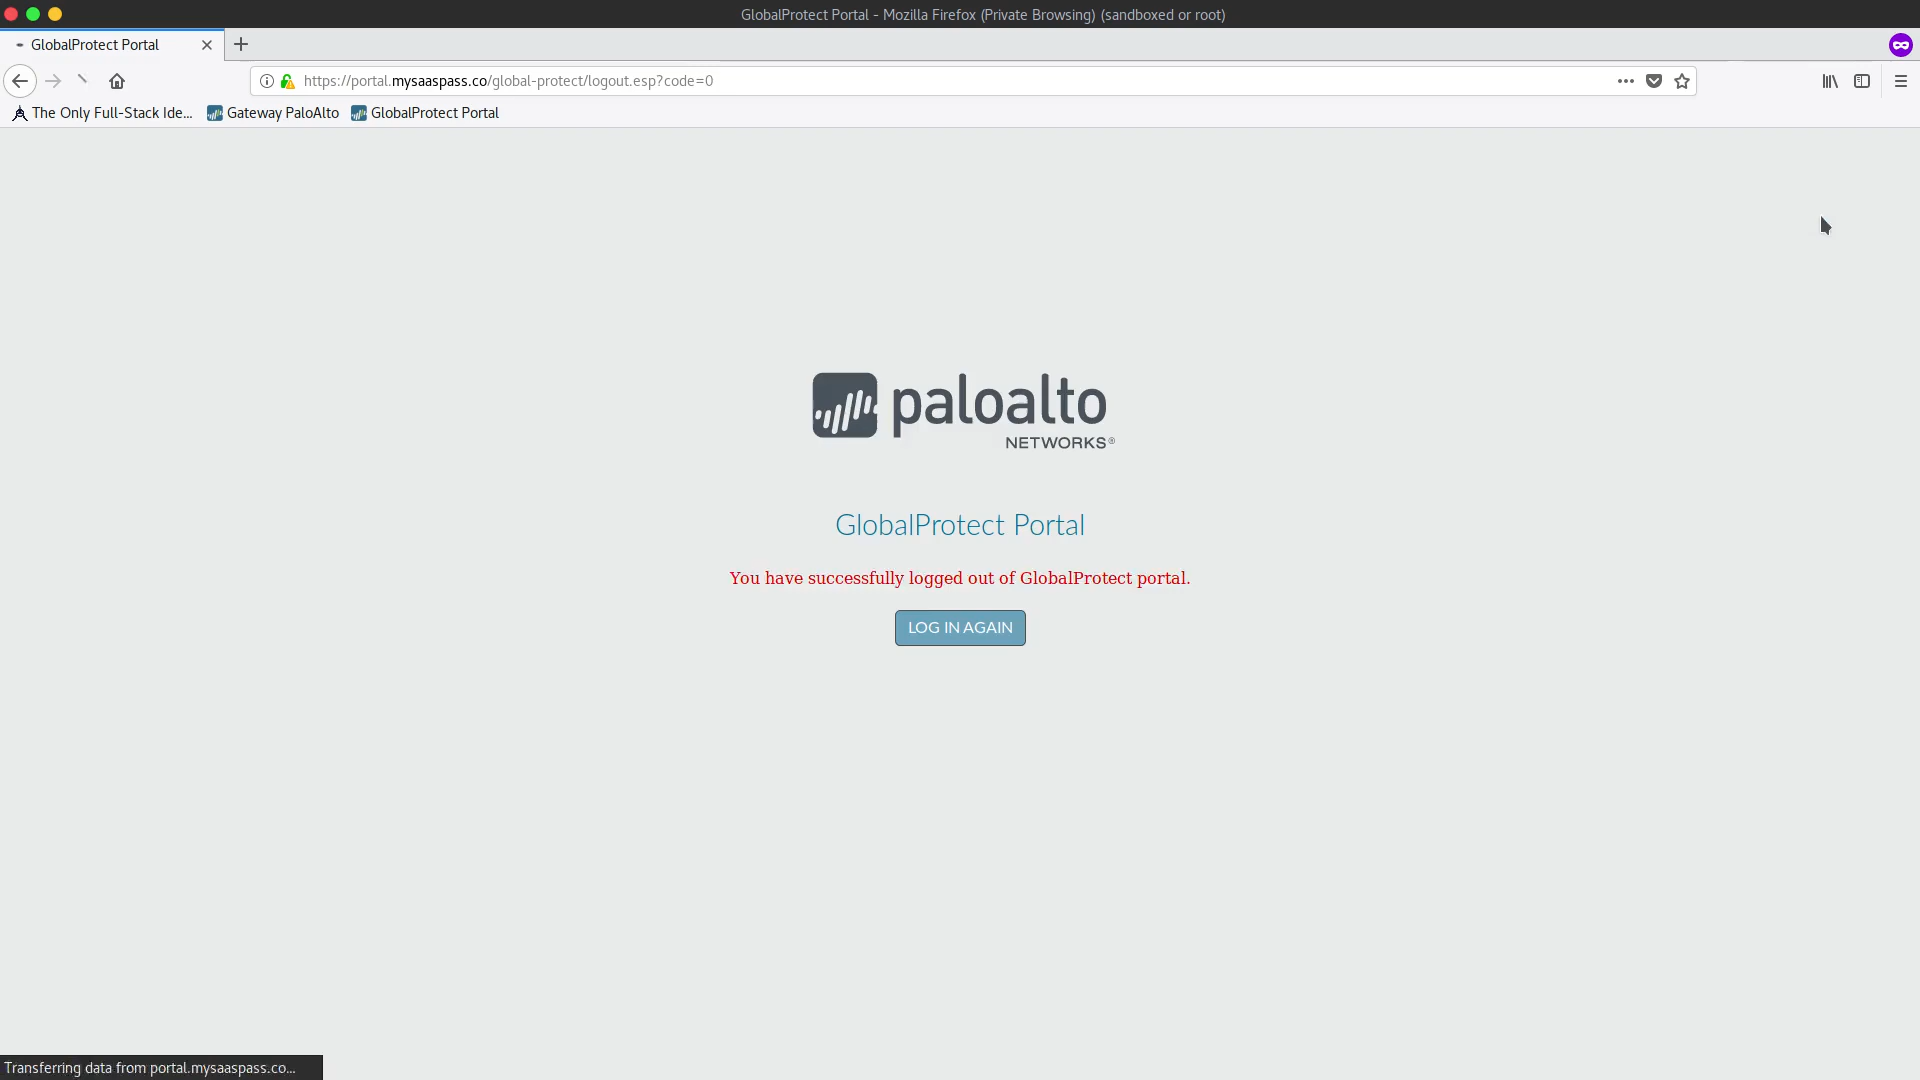 GlobalProtect Portal - Mozilla Firefox (Private Browsing) (sandboxed or root)
GlobalProtect Portal
https://portal.mysaaspass.co/global-protect/logout.esp?code=0
The Only Full-Stack Ide... Gateway PaloAlto GlobalProtect Portal
paloalto
NETWORKS®
GlobalProtect Portal
You have successfully logged out of GlobalProtect portal.
LOG IN AGAIN
Transferring data from portal.mysaaspass.co...